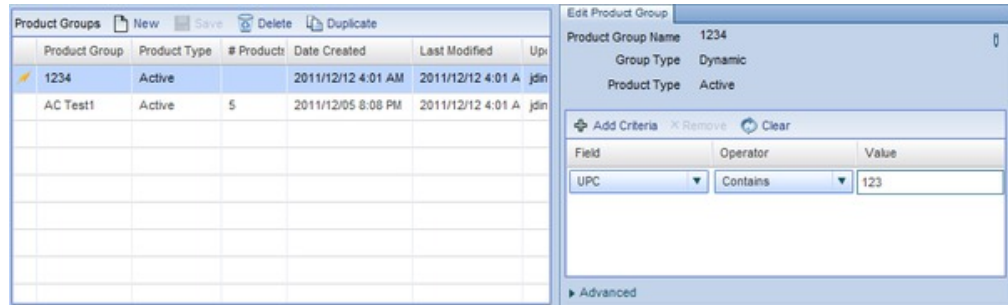 Product Groups New Save Delete Duplicate
Product Group Product Type # Products Date Created Last Modified Up
1234 Active 2011/12/12 4:01 AM 2011/12/12 4:01 A jdin
AC Test1 Active 5 2011/12/05 8:08 PM 2011/12/12 4:01 A jdin
Edit Product Group
Product Group Name 1234
Group Type Dynamic
Product Type Active
Add Criteria Remove Clear
Field Operator Value
UPC Contains 123
Advanced